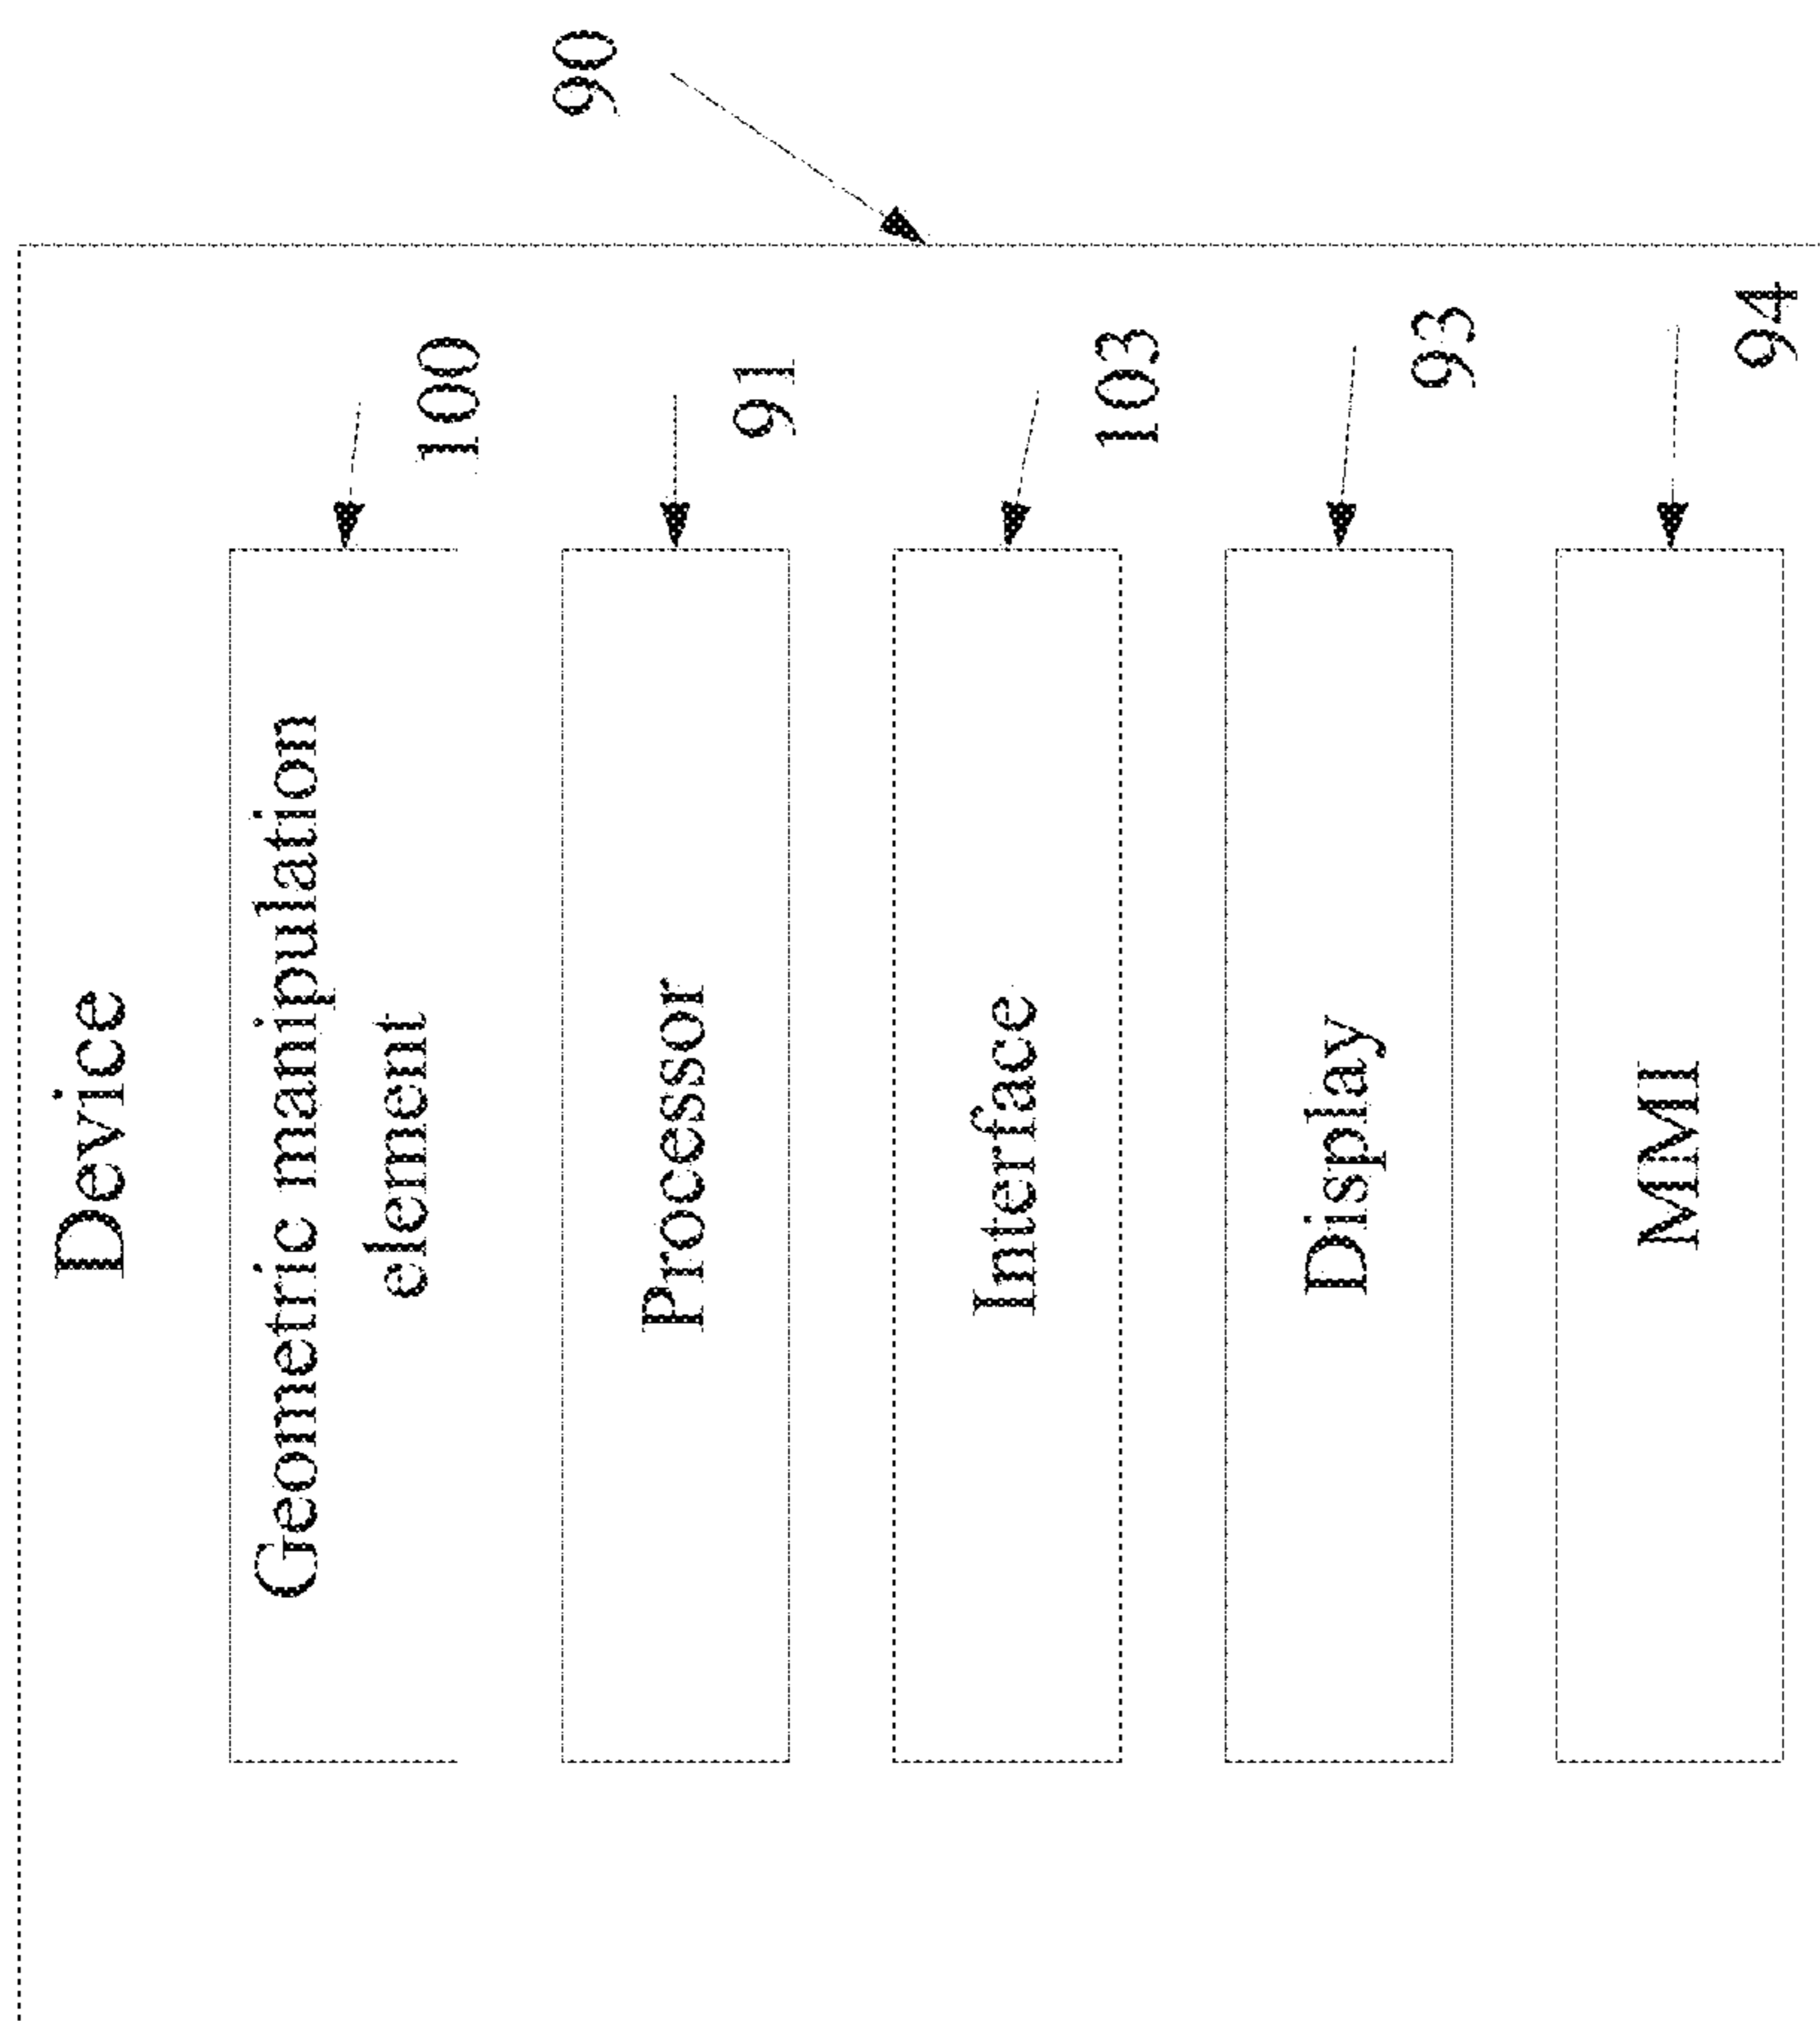 90
Device
Geometric manipulation
element
100
Processor
91
Interface
103
Display
93
MMI
94